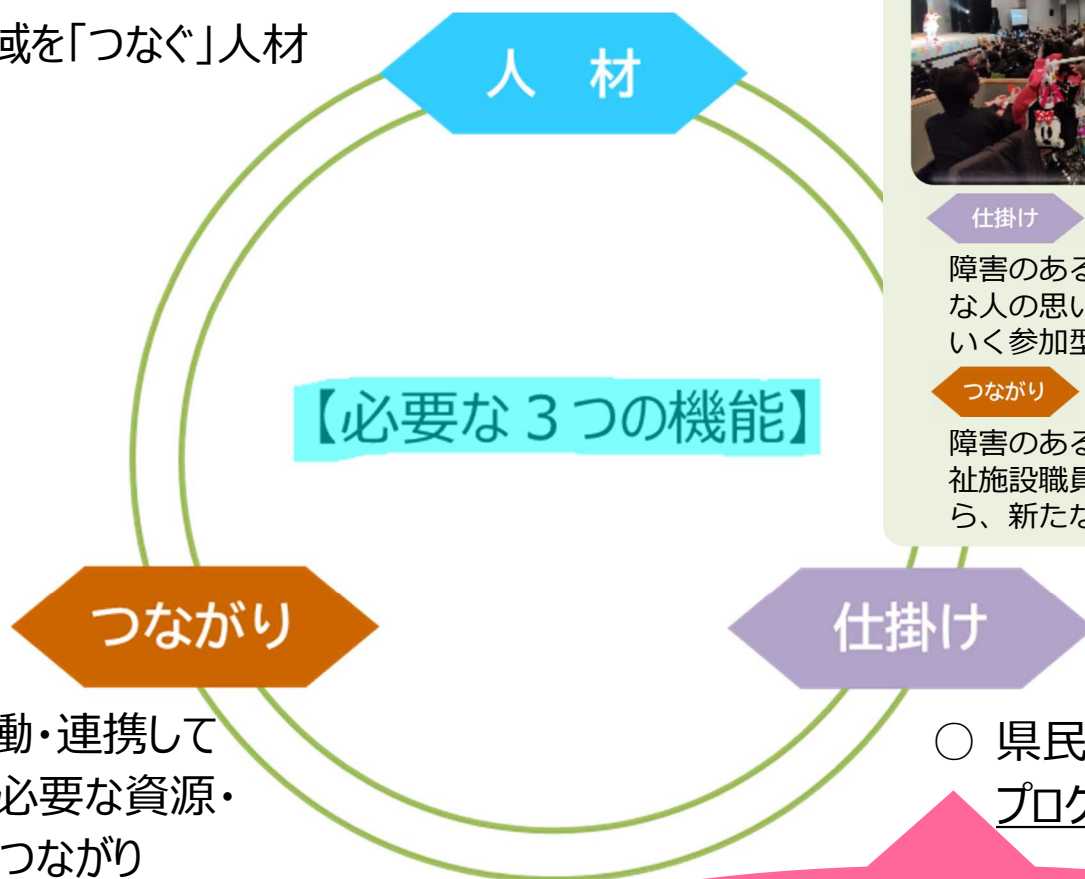 域を「つなぐ」人材
人 材
【必要な３つの機能】
つながり
仕掛け
動・連携して
必要な資源・
つながり
仕掛け
障害のある
な人の思い
いく参加型
つながり
障害のある
祉施設職員
ら、新たな
○ 県民
プログ